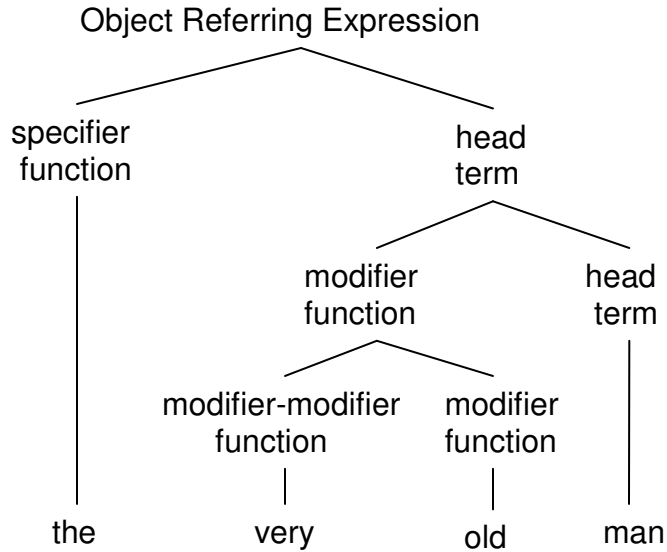 Object Referring Expression
specifier
function
head
term
modifier
function
head
term
modifier-modifier
function
modifier
function
the very old man